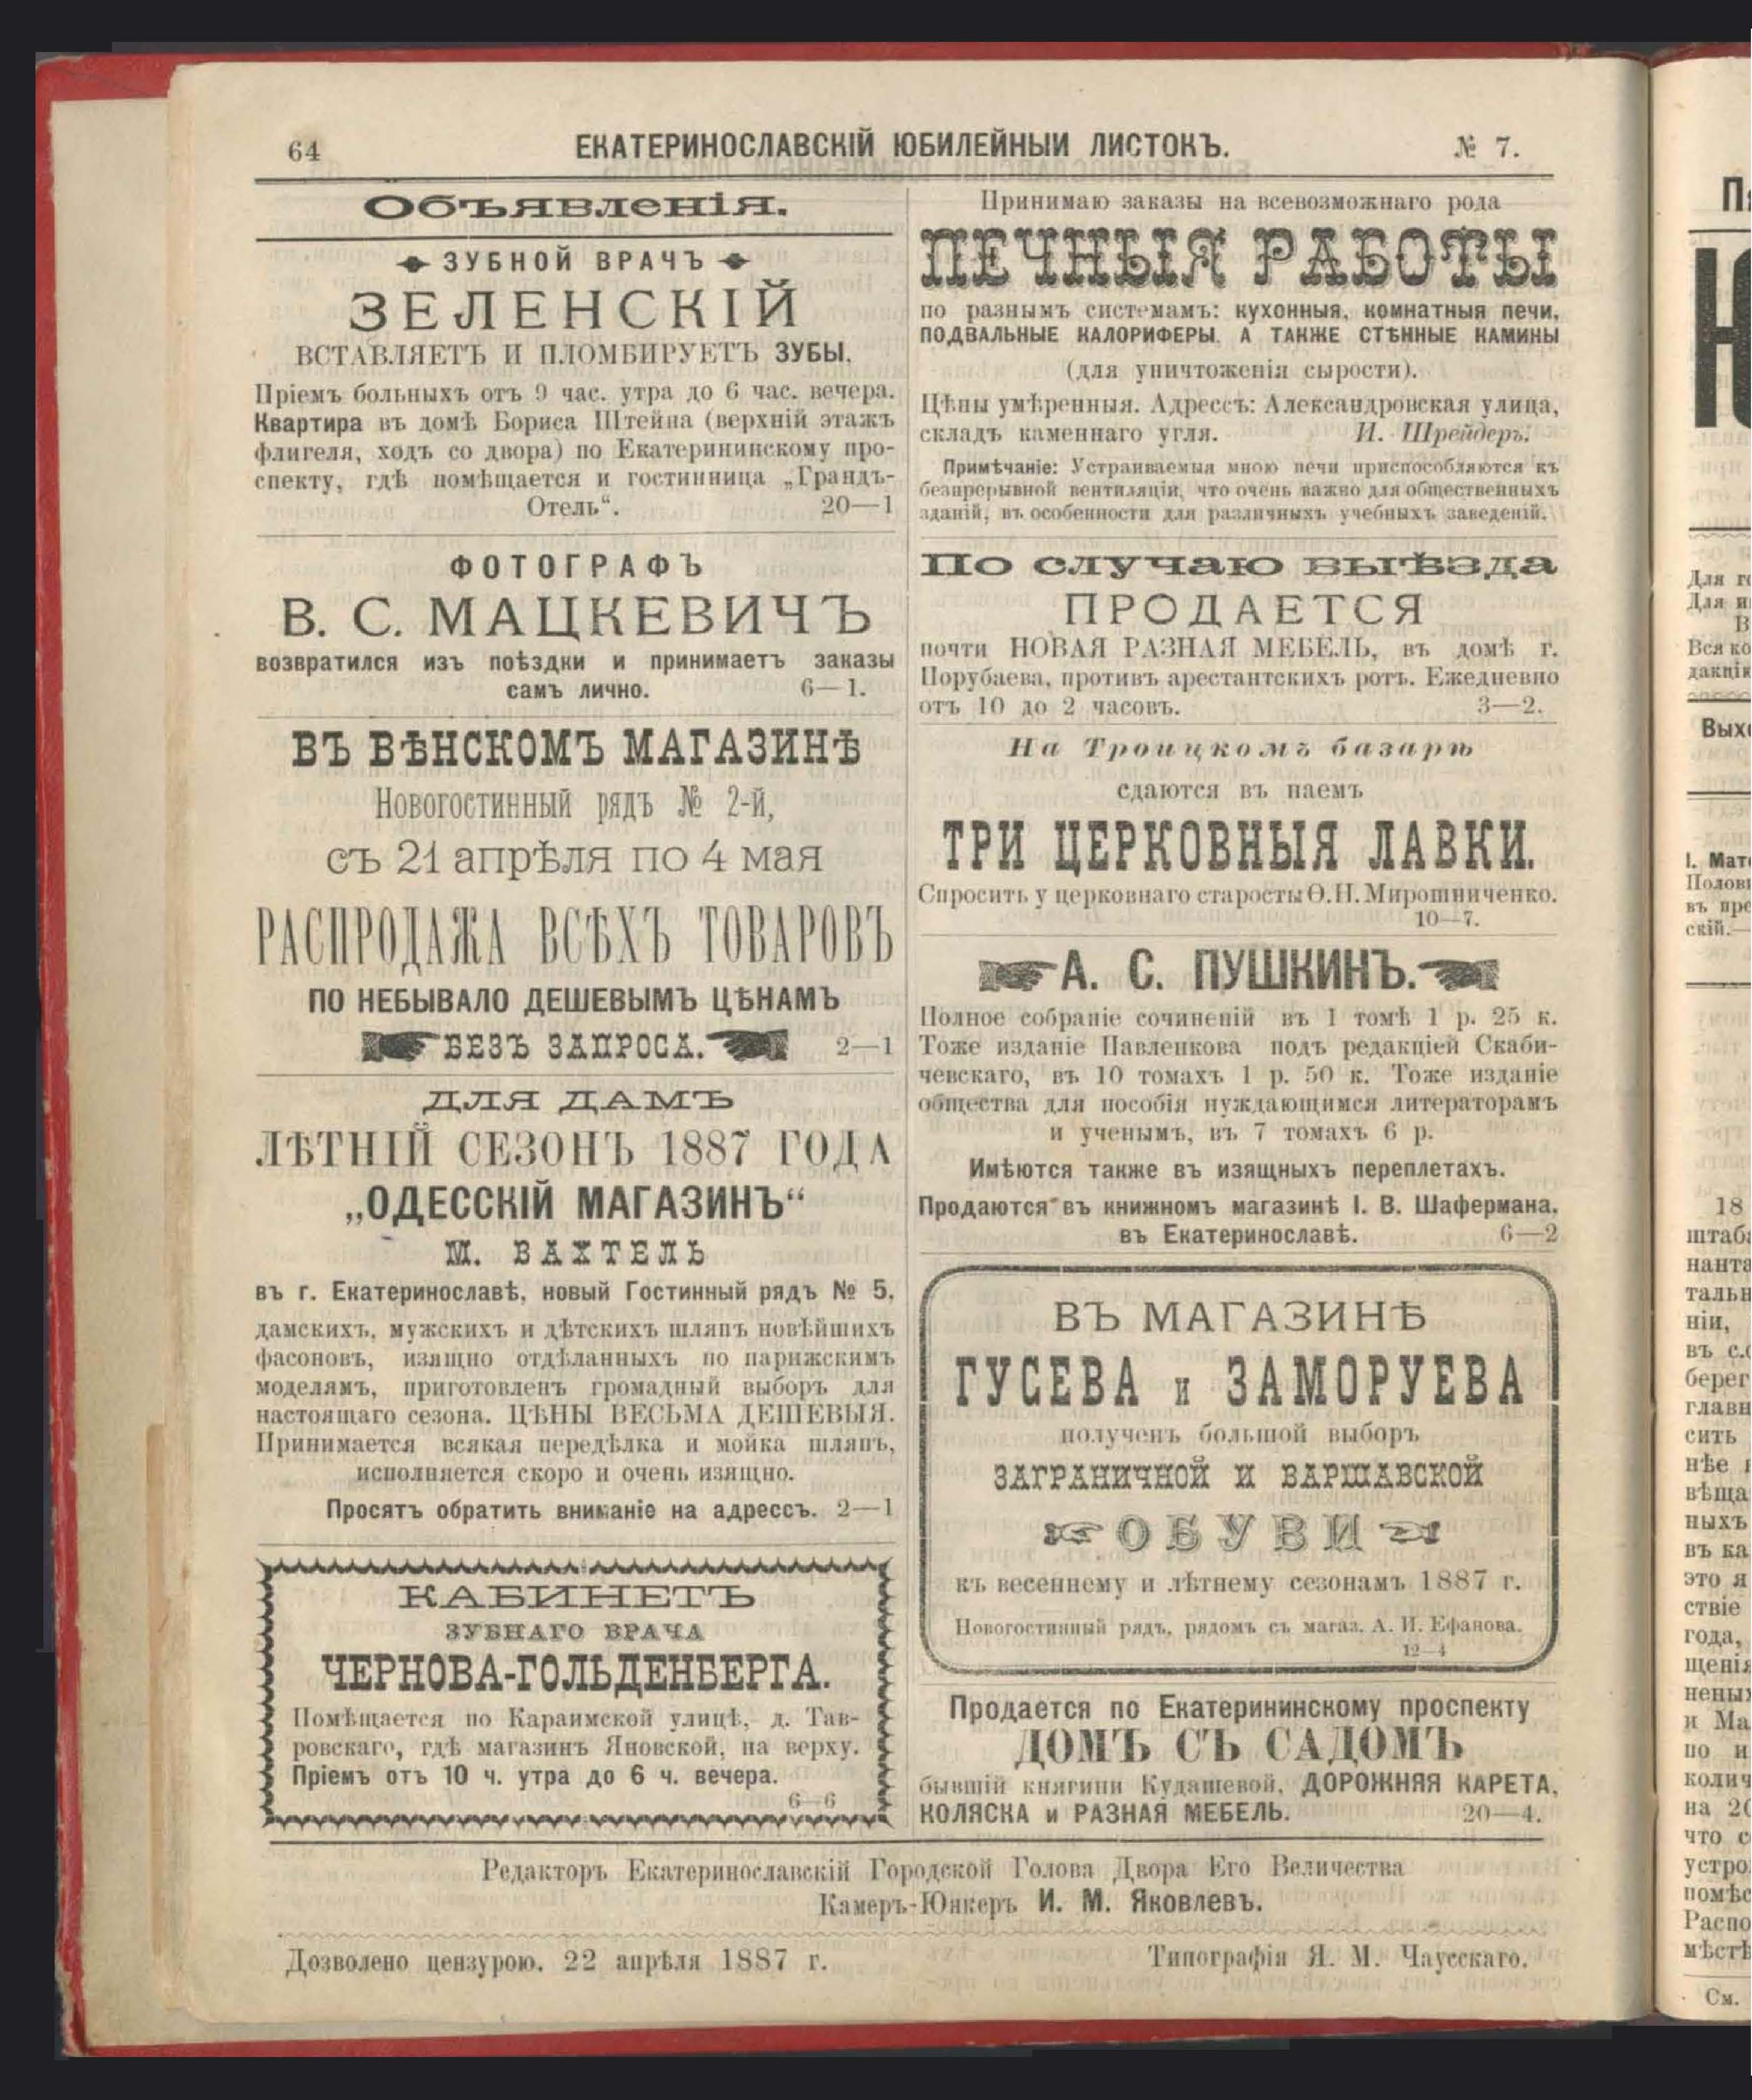 64
ЕКАТЕРИНОСЛАВСКІЙ ЮБИЛЕЙНЫИ ЛИСТОКЪ.
№ 7.
Объявленія.
ЗУБНОЙ ВРАЧЪ
ЗЕЛЕНСКІЙ
ВСТАВЛЯЕТЪ И ПЛОМБИРУЕТЪ ЗУБЫ.
Пріемъ больныхъ отъ 9 час. утра до 6 час. вечера.
Квартира въ домѣ Бориса Штейна (верхній этажъ
флигеля, ходъ со двора) по Екатерининскому про-
спекту, гдѣ помѣщается и гостинница „Грандъ-
Отель“. 20—1
ФОТОГРАФЪ
В. С. МАЦКЕВИЧЪ
возвратился изъ поѣздки и принимаетъ заказы
самъ лично. 6—1.
ВЪ ВѢНСКОМЪ МАГАЗИНѢ
Новогостинный рядъ № 2-й,
съ 21 апрѣля по 4 мая
РАСПРОДАЖА ВСѢХЪ ТОВАРОВЪ
ПО НЕБЫВАЛО ДЕШЕВЫМЪ ЦѢНАМЪ
БЕЗЪ ЗАПРОСА. 2—1
ДЛЯ ДАМЪ
ЛѢТНІЙ СЕЗОНЪ 1887 ГОДА
„ОДЕССКІЙ МАГАЗИНЪ“
М. ВАХТЕЛЬ
въ г. Екатеринославѣ, новый Гостинный рядъ № 5,
дамскихъ, мужскихъ и дѣтскихъ шляпъ новѣйшихъ
фасоновъ, изящно отдѣланныхъ по парижскимъ
моделямъ, приготовленъ громадный выборъ для
настоящаго сезона. ЦѢНЫ ВЕСЬМА ДЕШЕВЫЯ.
Принимается всякая передѣлка и мойка шляпъ,
исполняется скоро и очень изящно.
Просятъ обратить вниманіе на адрессъ. 2—1
КАБИНЕТЪ
ЗУБНАГО ВРАЧА
ЧЕРНОВА-ГОЛЬДЕНБЕРГА.
Помѣщается по Караимской улицѣ, д. Тав-
ровскаго, гдѣ магазинъ Яновской, на верху.
Пріемъ отъ 10 ч. утра до 6 ч. вечера.
6—6
Принимаю заказы на всевозможнаго рода
ПЕЧНЫЯ РАБОТЫ
по разнымъ системамъ: кухонныя, комнатныя печи,
ПОДВАЛЬНЫЕ КАЛОРИФЕРЫ, А ТАКЖЕ СТѢННЫЕ КАМИНЫ
(для уничтоженія сырости).
Цѣны умѣренныя. Адрессъ: Александровская улица,
складъ каменнаго угля. И. Шрейдеръ.
Примѣчаніе: Устраиваемыя мною печи приспособляются къ
безпрерывной вентиляціи, что очень важно для общественныхъ
зданій, въ особенности для различныхъ учебныхъ заведеній.
По случаю выѣзда
ПРОДАЕТСЯ
почти НОВАЯ РАЗНАЯ МЕБЕЛЬ, въ домѣ г.
Порубаева, противъ арестантскихъ ротъ. Ежедневно
отъ 10 до 2 часовъ. 3—2.
На Троицкомъ базарѣ
сдаются въ наемъ
ТРИ ЦЕРКОВНЫЯ ЛАВКИ.
Спросить у церковнаго старосты Ѳ. Н. Мирошниченко.
10—7.
А. С. ПУШКИНЪ.
Полное собраніе сочиненій въ 1 томѣ 1 р. 25 к.
Тоже изданіе Павленкова подъ редакціей Скаби-
чевскаго, въ 10 томахъ 1 р. 50 к. Тоже изданіе
общества для пособія нуждающимся литераторамъ
и ученымъ, въ 7 томахъ 6 р.
Имѣются также въ изящныхъ переплетахъ.
Продаются въ книжномъ магазинѣ І. В. Шафермана,
въ Екатеринославѣ. 6—2
ВЪ МАГАЗИНѢ
ГУСЕВА и ЗАМОРУЕВА
полученъ большой выборъ
ЗАГРАНИЧНОЙ И ВАРШАВСКОЙ
ОБУВИ
къ весеннему и лѣтнему сезонамъ 1887 г.
Новогостинный рядъ, рядомъ съ магаз. А. И. Ефанова.
12—4
Продается по Екатерининскому проспекту
ДОМЪ СЪ САДОМЪ
бывшій княгини Кудашевой, ДОРОЖНЯЯ КАРЕТА,
КОЛЯСКА и РАЗНАЯ МЕБЕЛЬ. 20—4.
Редакторъ Екатеринославскій Городской Голова Двора Его Величества
Камеръ-Юнкеръ И. М. Яковлевъ.
Дозволено цензурою. 22 апрѣля 1887 г.
Типографія Я. М. Чаусскаго.